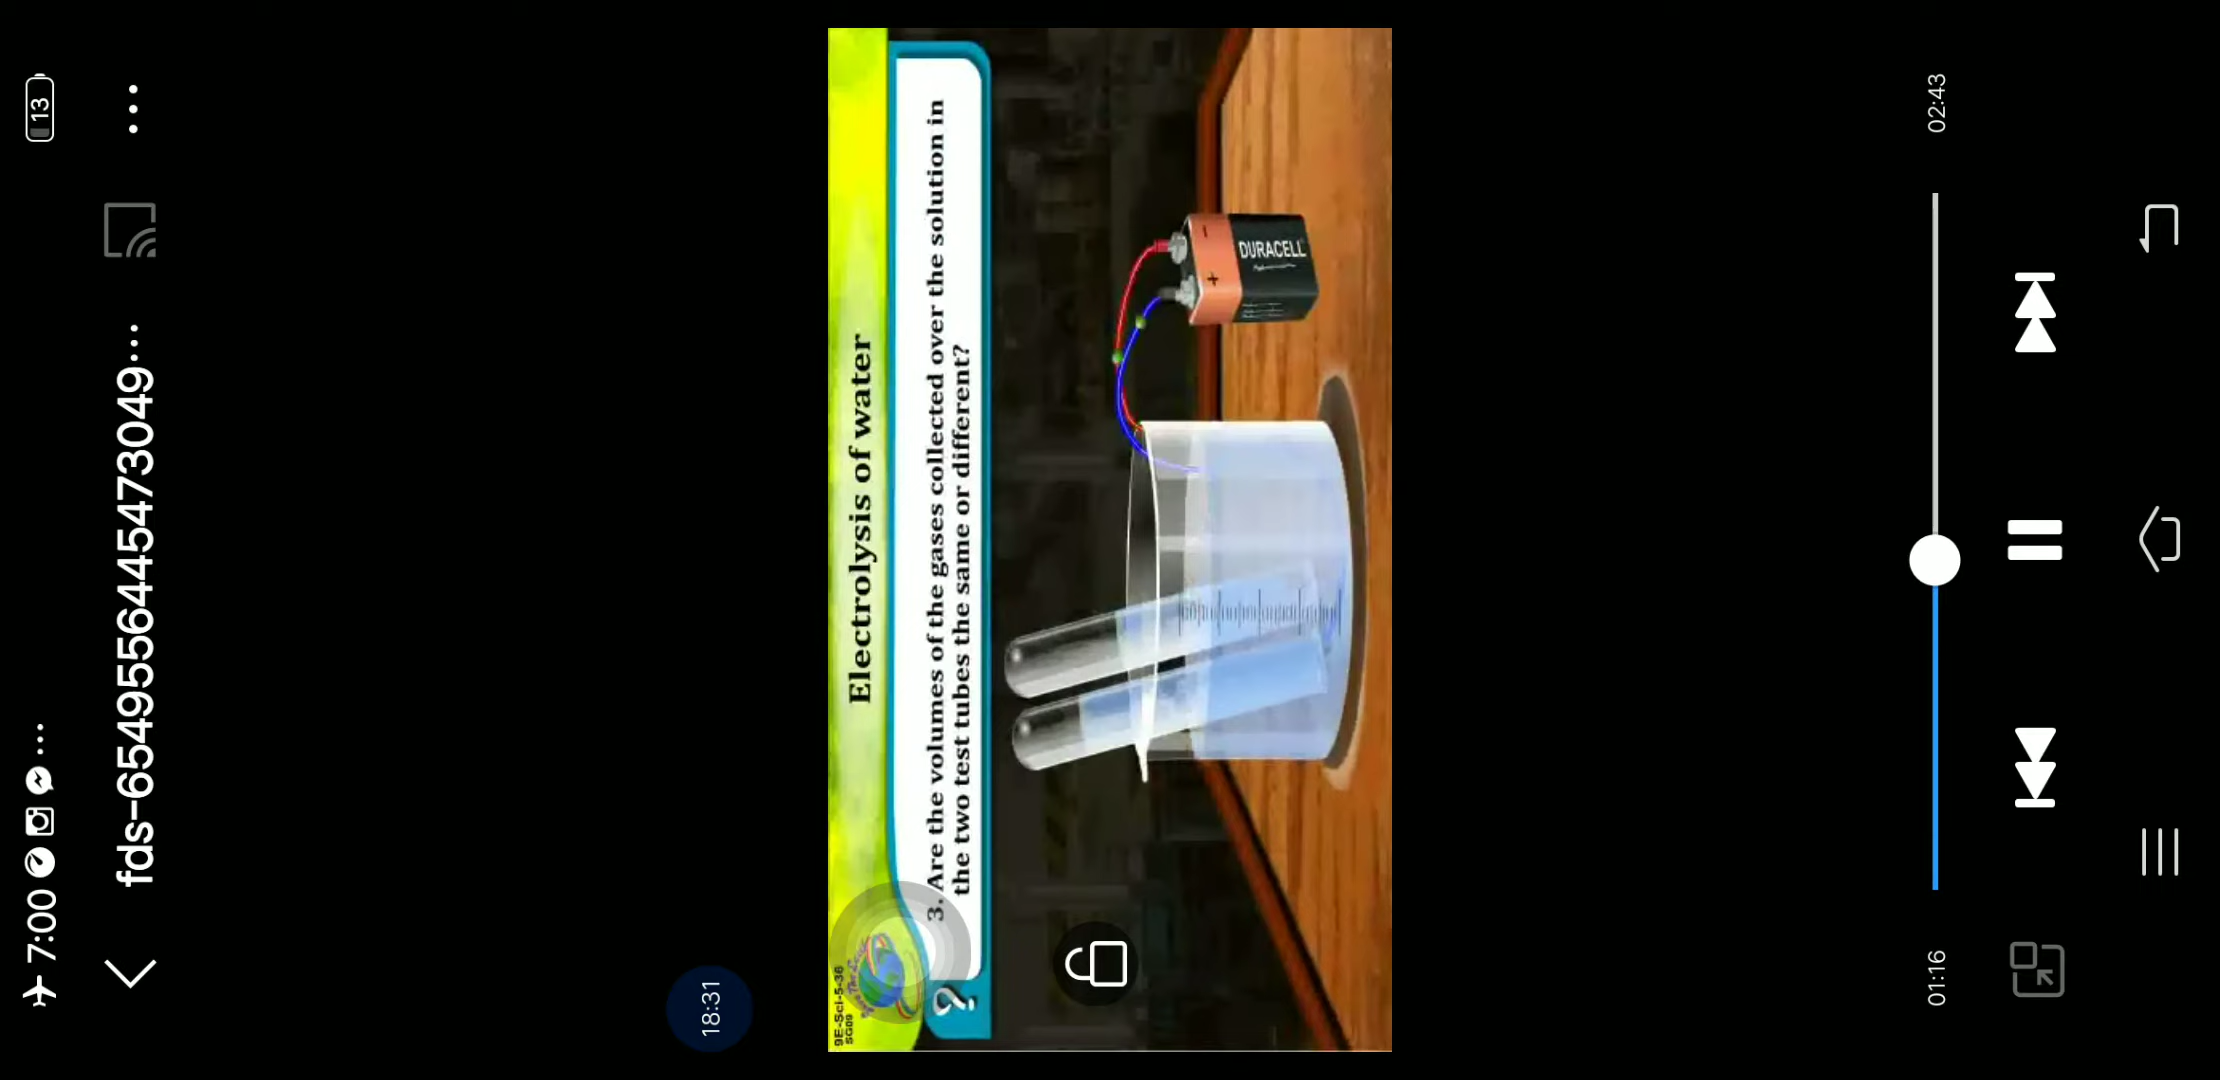 7:00
13
fds-6549555644545473049...
18:31
9E-Sci-5-36
SG09
Electrolysis of water
?
3. Are the volumes of the gases collected over the solution in
the two test tubes the same or different?
+
-
DURACELL
01:16
02:43